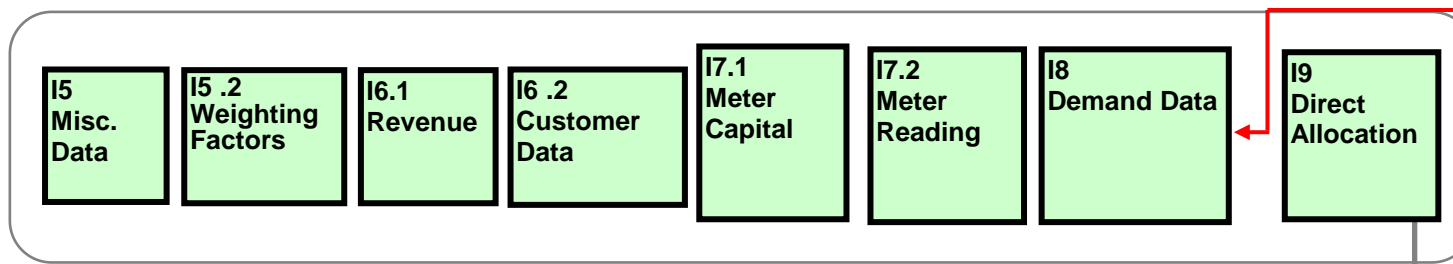 I5
Misc.
Data
I5 .2
Weighting
Factors
I6.1
Revenue
I6 .2
Customer
Data
I7.1
Meter
Capital
I7.2
Meter
Reading
I8
Demand Data
I9
Direct
Allocation